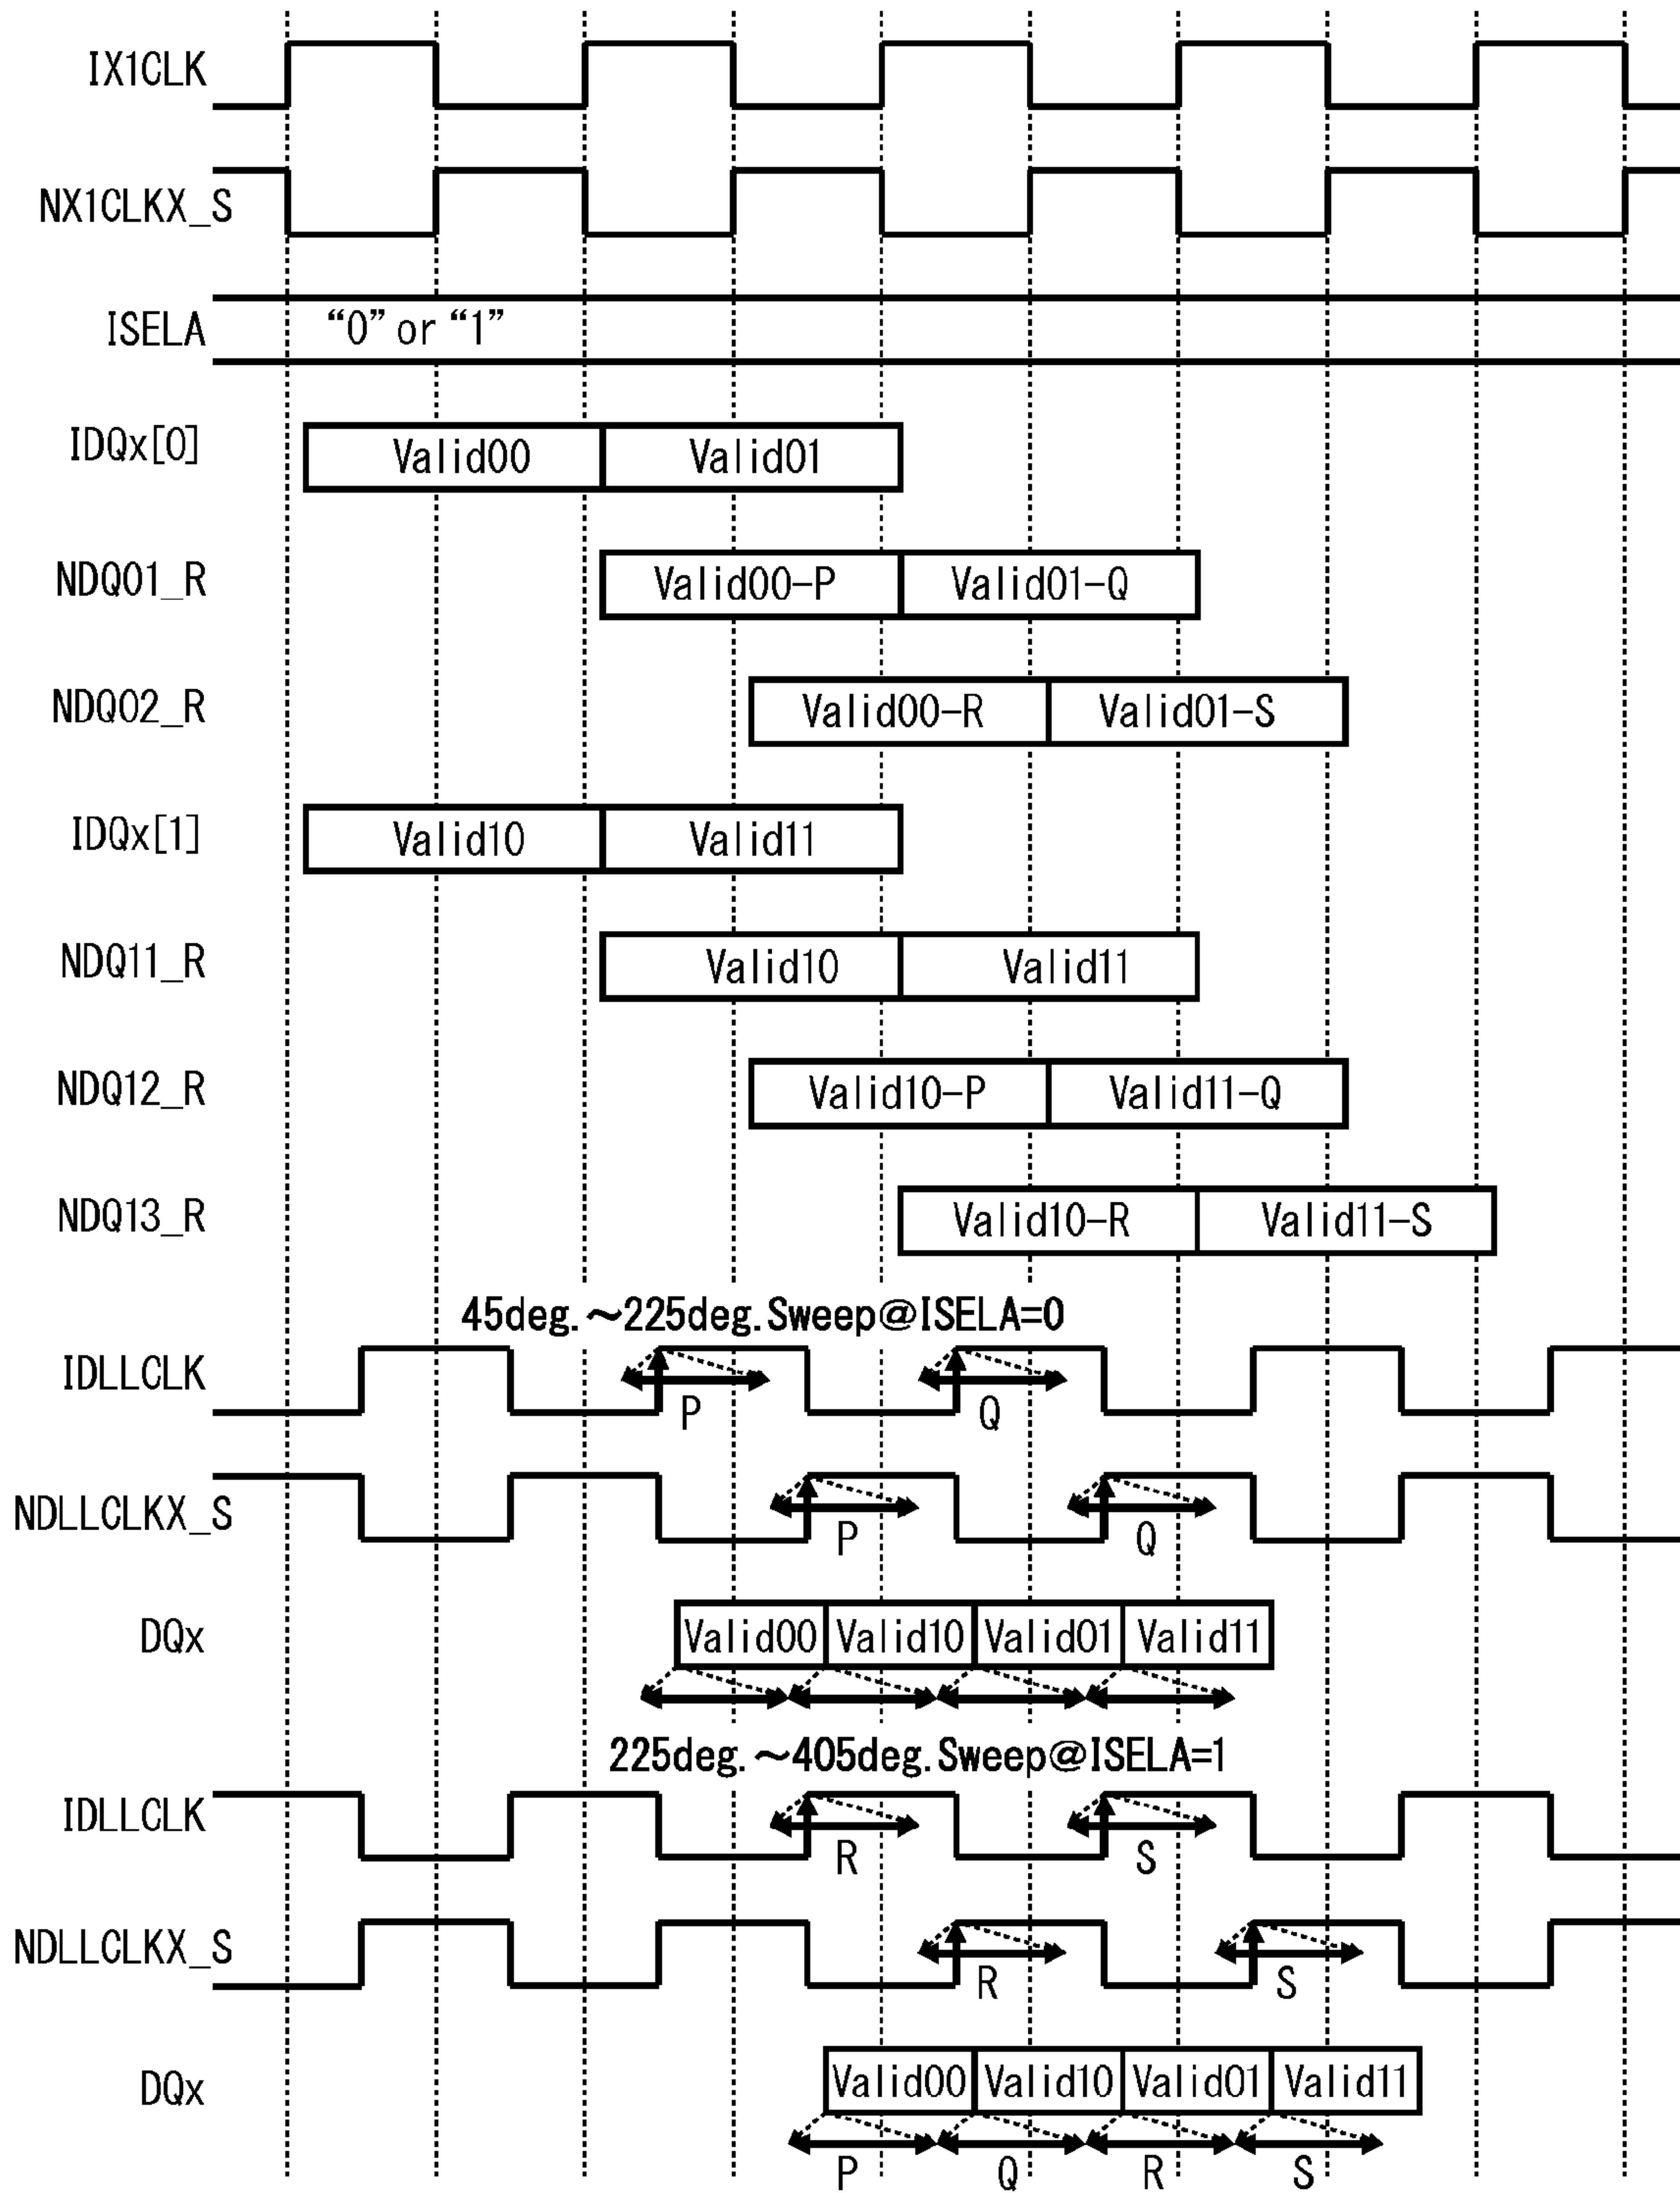 IX1CLK
NX1CLKX_S
ISELA “0” or “1”
IDQx[0] Valid00 Valid01
NDQ01_R Valid00-P Valid01-Q
NDQ02_R Valid00-R Valid01-S
IDQx[1] Valid10 Valid11
NDQ11_R Valid10 Valid11
NDQ12_R Valid10-P Valid11-Q
NDQ13_R Valid10-R Valid11-S
45deg.~225deg.Sweep@ISELA=0
IDLLCLK P Q
NDLLCLKX_S P Q
DQx Valid00 Valid10 Valid01 Valid11
225deg.~405deg.Sweep@ISELA=1
IDLLCLK R S
NDLLCLKX_S R S
DQx Valid00 Valid10 Valid01 Valid11
P Q R S